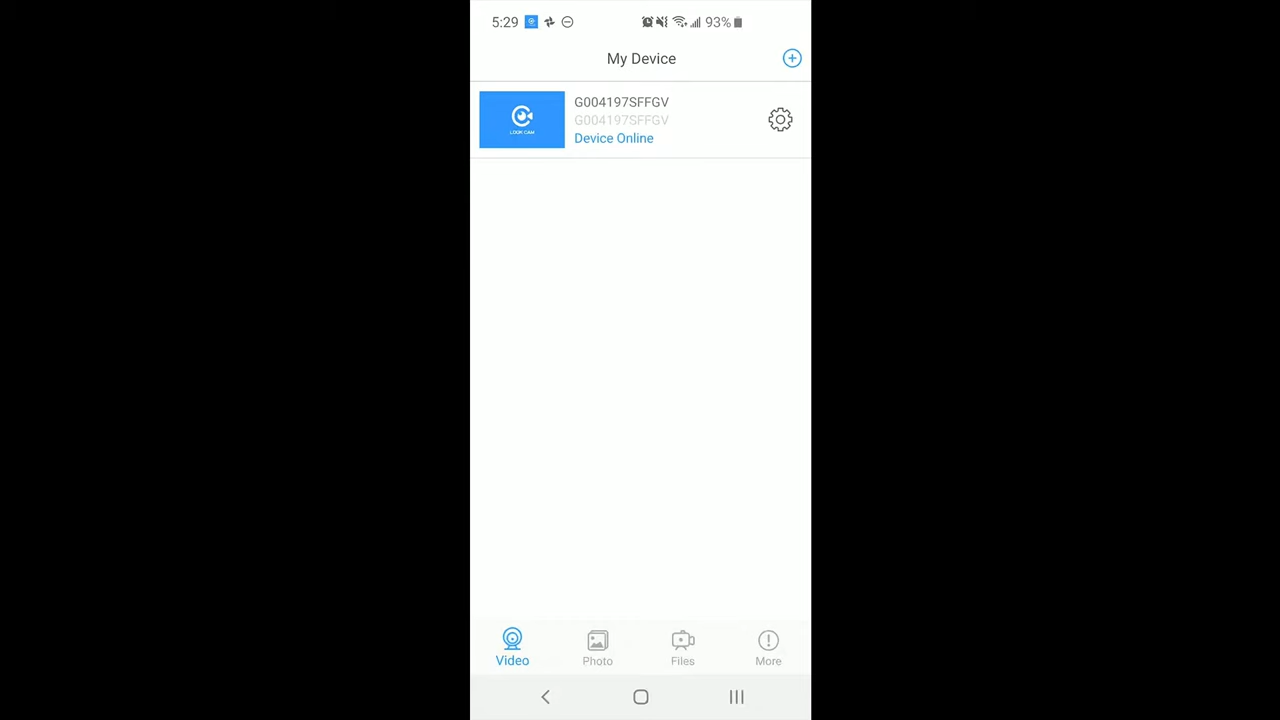 5:29 93%
My Device
G004197SFFGV
LOOK CAM
G004197SFFGV
Device Online
Video
Photo
Files
More